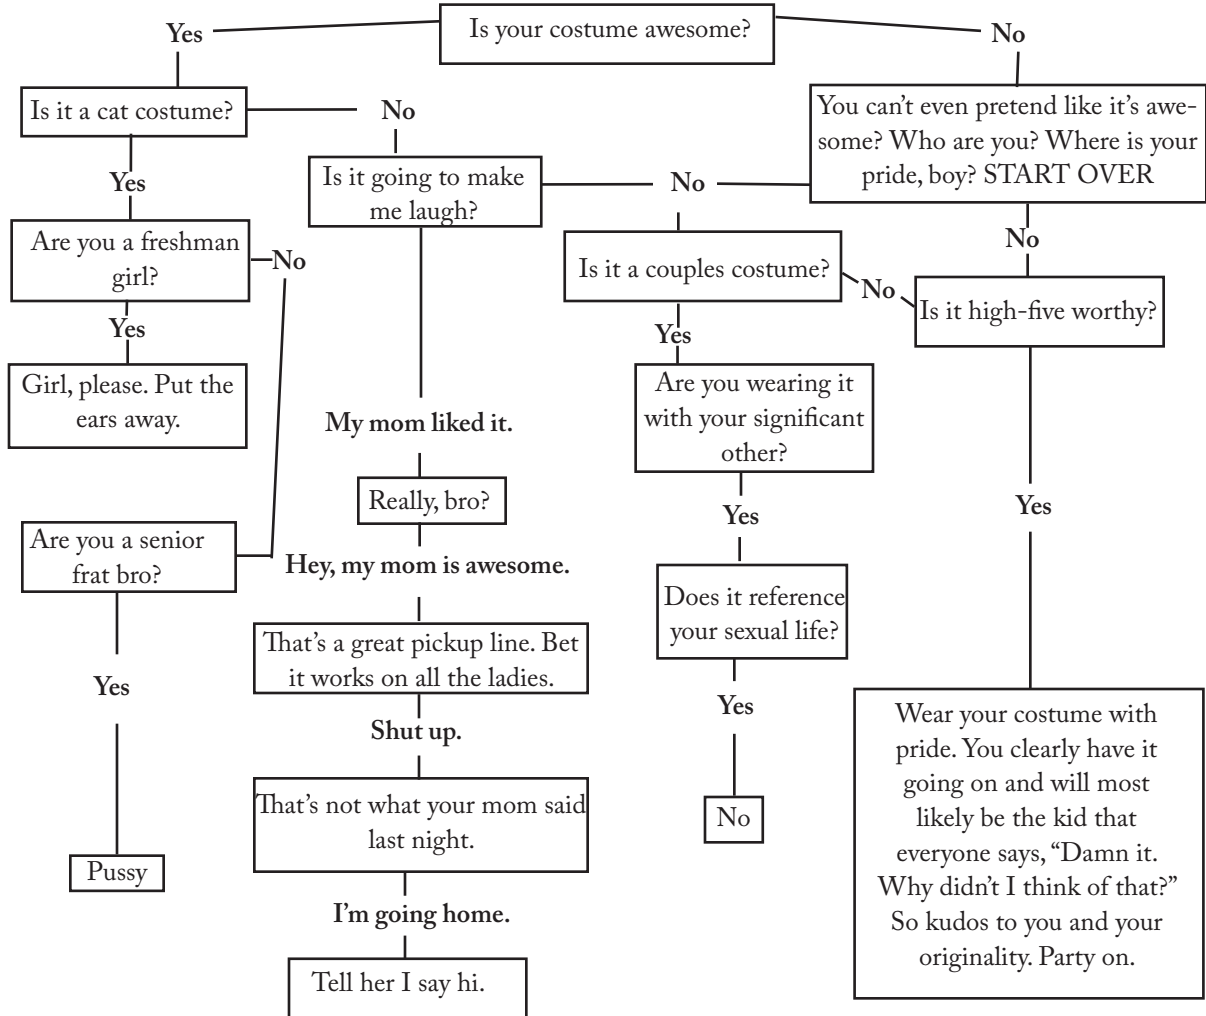 Is your costume awesome?
Yes
No
Is it a cat costume?
No
You can't even pretend like it's awe-
some? Who are you? Where is your
pride, boy? START OVER
Yes
Is it going to make
me laugh?
No
Are you a freshman
girl?
No
Is it a couples costume?
No
No
Is it high-five worthy?
Yes
Girl, please. Put the
ears away.
Yes
Are you wearing it
with your significant
other?
My mom liked it.
Really, bro?
Yes
Yes
Are you a senior
frat bro?
Hey, my mom is awesome.
Does it reference
your sexual life?
That's a great pickup line. Bet
it works on all the ladies.
Yes
Yes
Shut up.
Wear your costume with
pride. You clearly have it
going on and will most
likely be the kid that
everyone says, “Damn it.
Why didn't I think of that?”
So kudos to you and your
originality. Party on.
That's not what your mom said
last night.
No
Pussy
I'm going home.
Tell her I say hi.